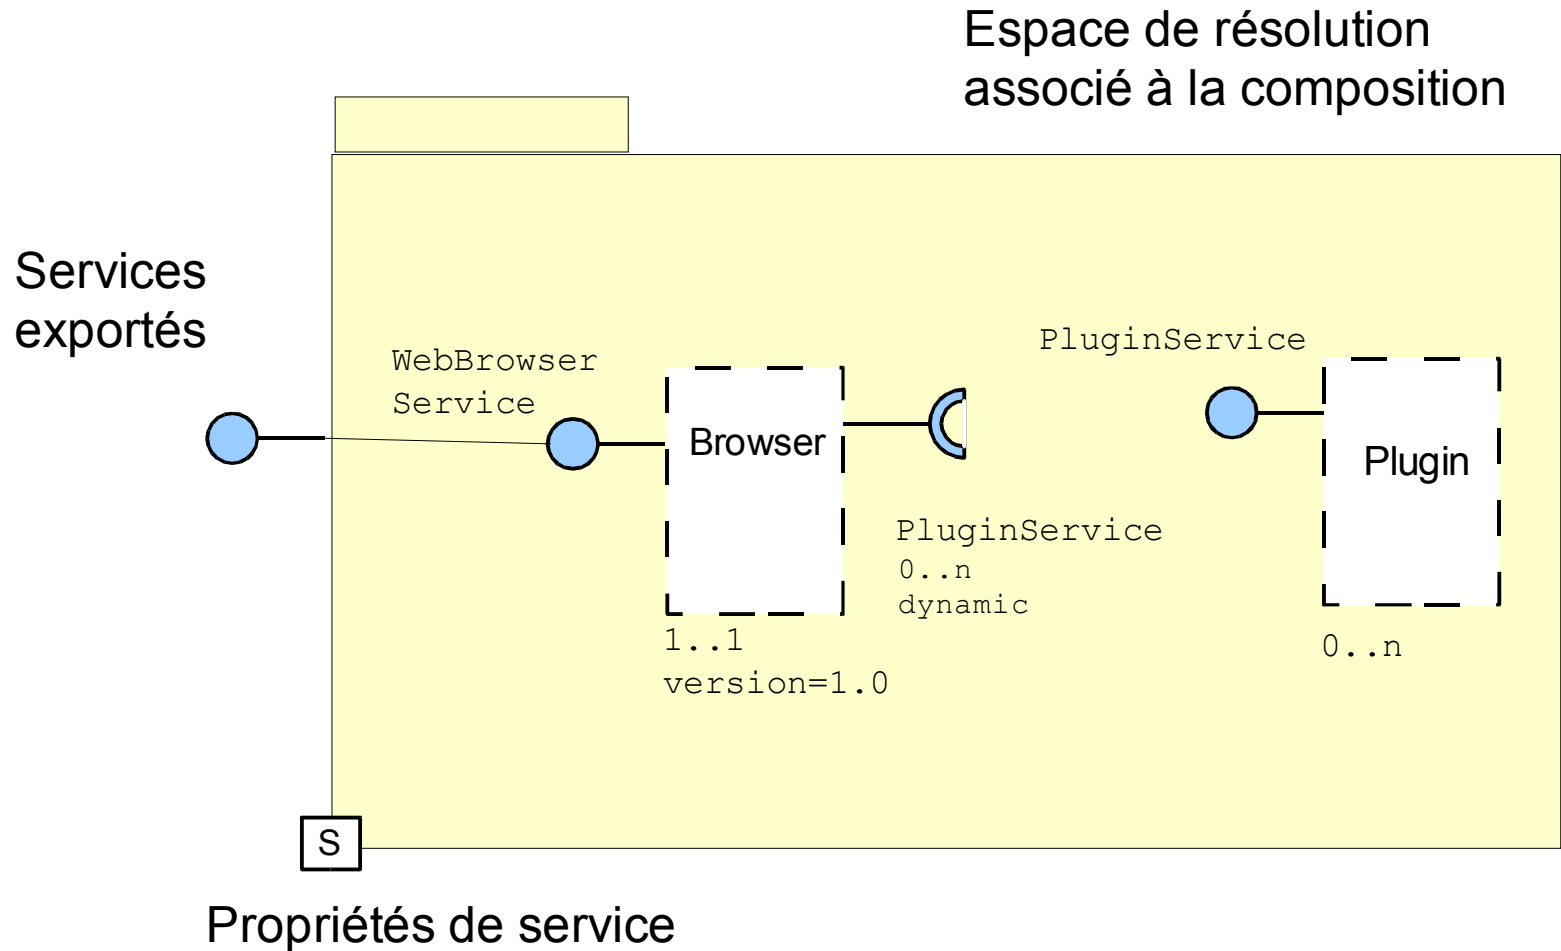 Espace de résolution
associé à la composition
Services
exportés
WebBrowser
Service
Browser
PluginService
Plugin
PluginService
0..n
dynamic
1..1
version=1.0
0..n
S
Propriétés de service